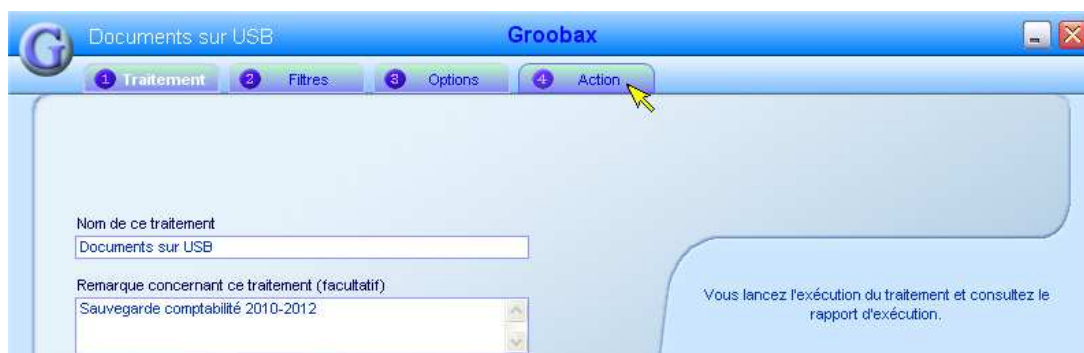 G Documents sur USB Groobax
1 Traitement 2 Filtres 3 Options 4 Action
Nom de ce traitement
Documents sur USB
Remarque concernant ce traitement (facultatif)
Sauvegarde comptabilité 2010-2012
Vous lancez l'exécution du traitement et consultez le
rapport d'exécution.